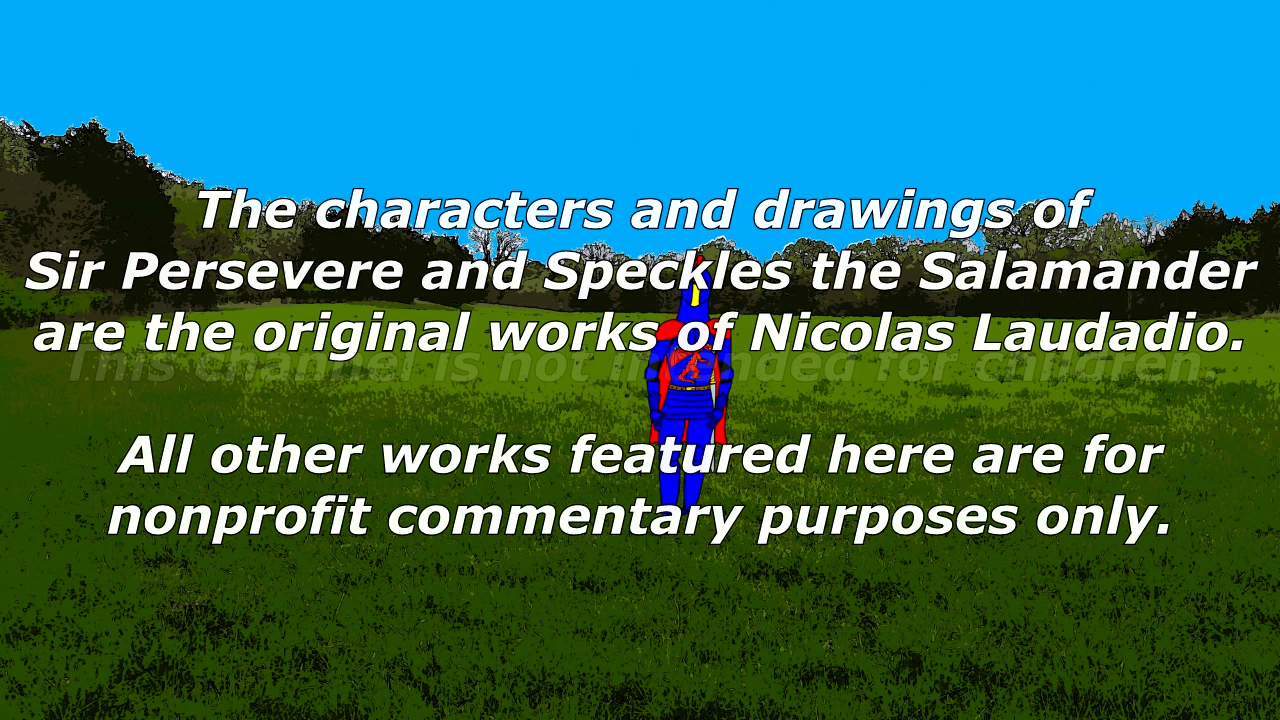 The characters and drawings of
Sir Persevere and Speckles the Salamander
are the original works of Nicolas Laudadio.
This channel is not intended for children.
All other works featured here are for
nonprofit commentary purposes only.